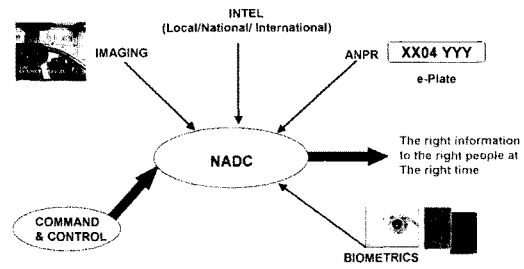 INTEL
(Local/National/ International)
IMAGING
ANPR
XX04 YYY
e-Plate
NADC
The right information
to the right people at
The right time
COMMAND
& CONTROL
BIOMETRICS